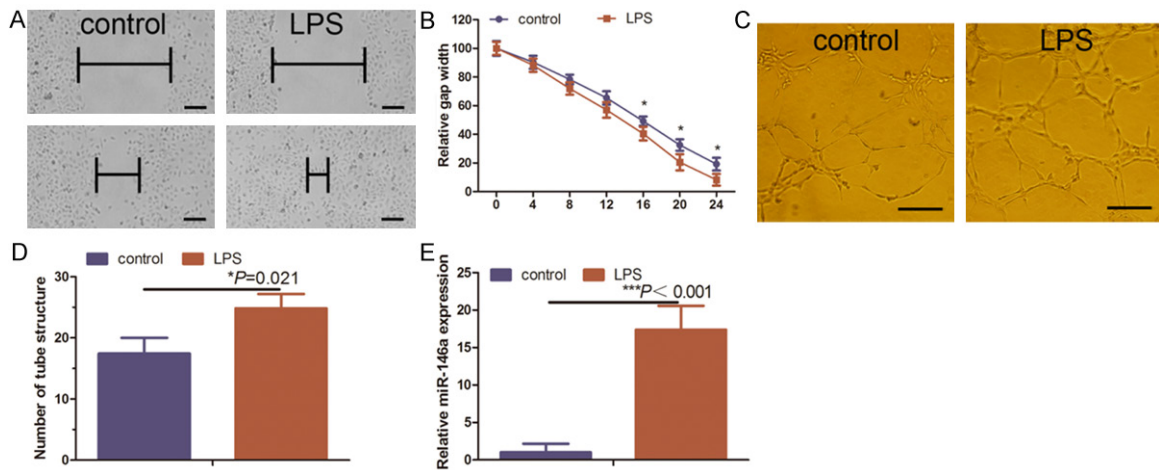 A
control
LPS
B
control LPS
Relative gap width
120
100
80
60
40
20
0
* * *
0 4 8 12 16 20 24
C
control
LPS
D
control LPS
*P=0.021
Number of tube structure
30
20
10
0
E
control LPS
***P< 0.001
Relative miR-146a expression
25
20
15
10
5
0